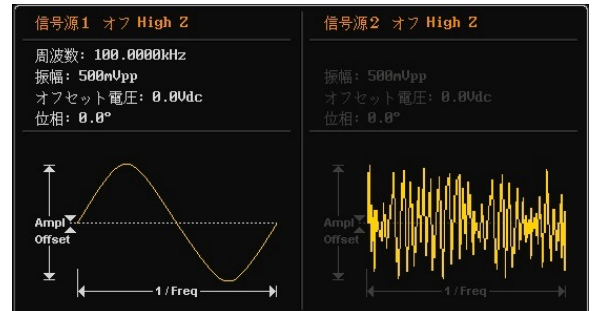 信号源1 オフ High Z
周波数: 100.0000kHz
振幅: 500mVpp
オフセット電圧: 0.0Vdc
位相: 0.0°
Ampl
Offset
1/Freq
信号源2 オフ High Z
振幅: 500mVpp
オフセット電圧: 0.0Vdc
位相: 0.0°
Ampl
Offset
1/Freq